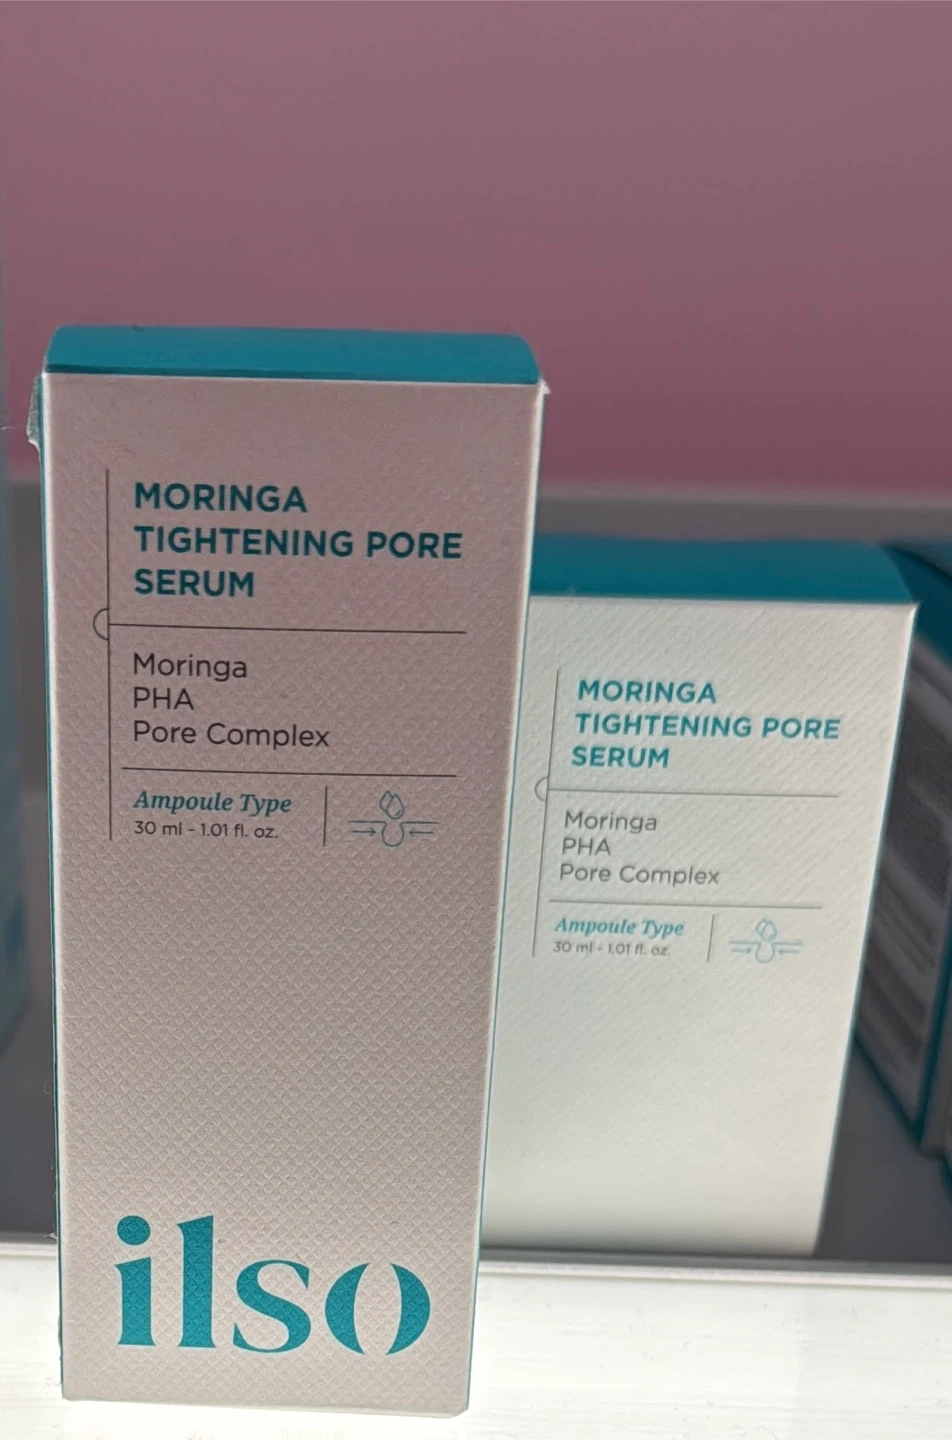 MORINGA
TIGHTENING PORE
SERUM
Moringa
PHA
Pore Complex
Ampoule Type
30 ml - 1.01 fl. oz.
ilso
MORINGA
TIGHTENING PORE
SERUM
Moringa
PHA
Pore Complex
Ampoule Type
30 ml - 1.01 fl. oz.